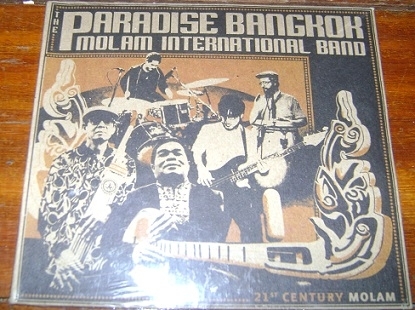 THE PARADISE BANGKOK
MOLAM INTERNATIONAL BAND
21ST CENTURY MOLAM